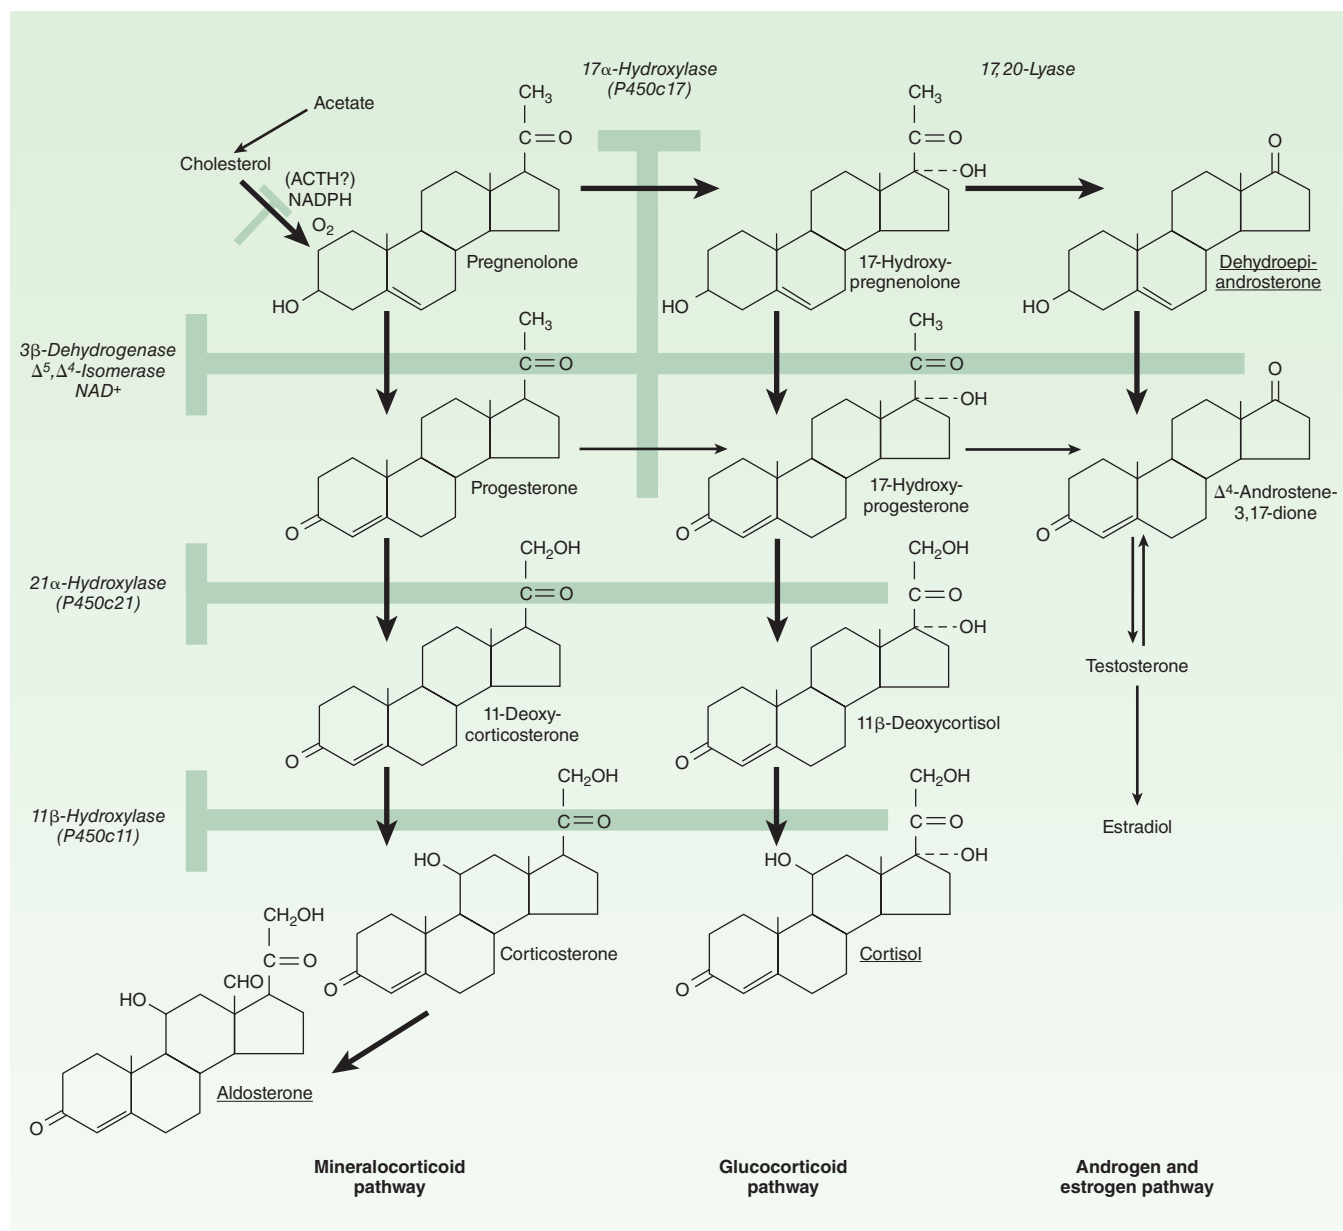 17α-Hydroxylase
(P450c17)
17,20-Lyase
Acetate
Cholesterol
(ACTH?)
NADPH
O₂
CH₃
C=O
HO
Pregnenolone
CH₃
C=O
OH
HO
17-Hydroxy-
pregnenolone
O
HO
Dehydroepi-
androsterone
3β-Dehydrogenase
Δ⁵,Δ⁴-Isomerase
NAD⁺
CH₃
C=O
O
Progesterone
CH₃
C=O
OH
O
17-Hydroxy-
progesterone
O
O
Δ⁴-Androstene-
3,17-dione
21α-Hydroxylase
(P450c21)
CH₂OH
C=O
O
11-Deoxy-
corticosterone
CH₂OH
C=O
OH
O
11β-Deoxycortisol
Testosterone
Estradiol
11β-Hydroxylase
(P450c11)
CH₂OH
C=O
HO
O
Corticosterone
CH₂OH
C=O
OH
HO
O
Cortisol
CH₂OH
C=O
CHO
HO
O
Aldosterone
Mineralocorticoid
pathway
Glucocorticoid
pathway
Androgen and
estrogen pathway